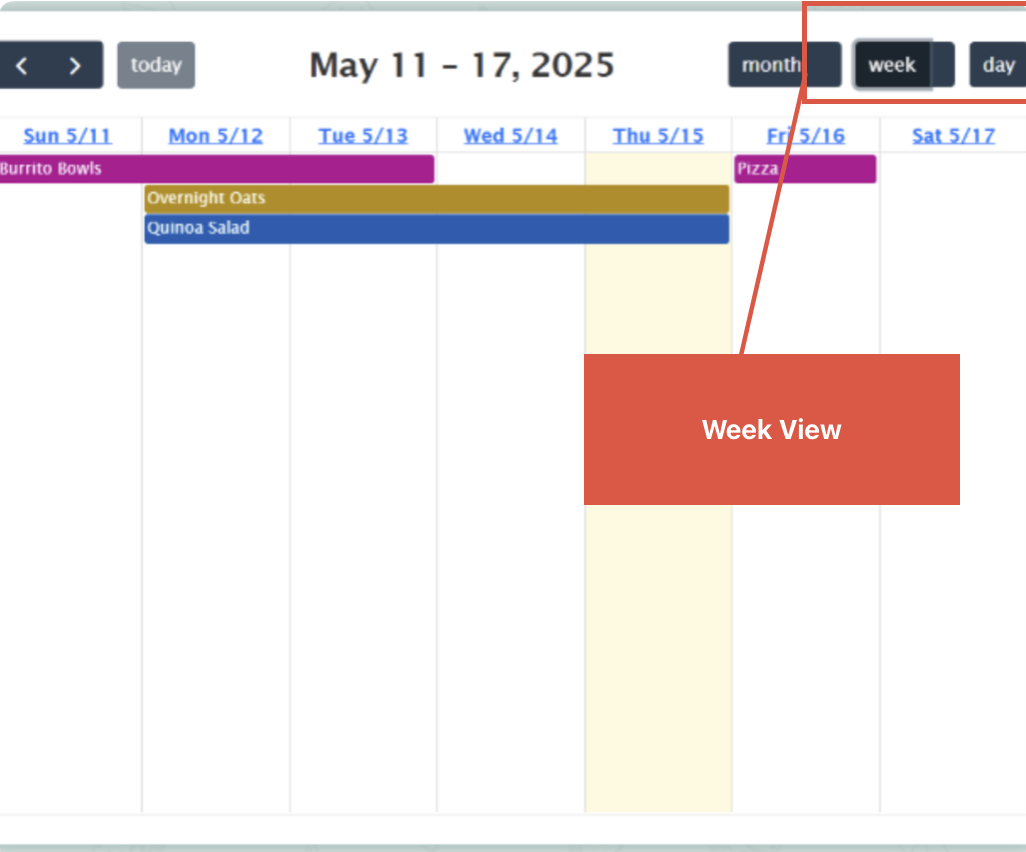 today
May 11 – 17, 2025
month
week
day
Sun 5/11
Mon 5/12
Tue 5/13
Wed 5/14
Thu 5/15
Fri 5/16
Sat 5/17
Burrito Bowls
Pizza
Overnight Oats
Quinoa Salad
Week View